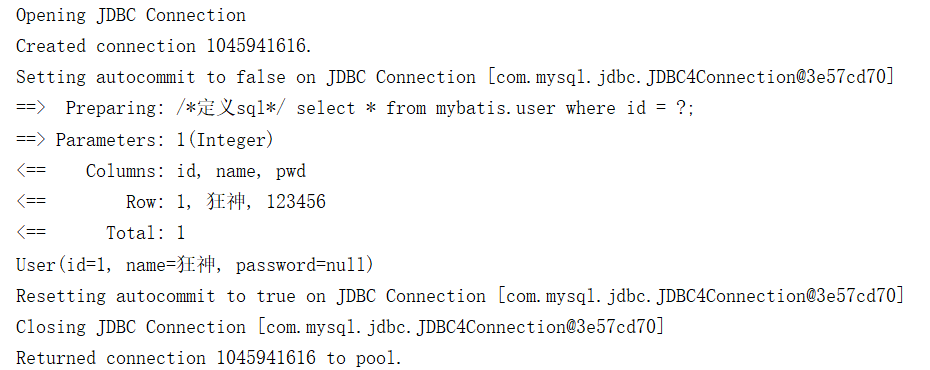 Opening JDBC Connection
Created connection 1045941616.
Setting autocommit to false on JDBC Connection [com.mysql.jdbc.JDBC4Connection@3e57cd70]
==>  Preparing: /*定义sql*/ select * from mybatis.user where id = ?;
==> Parameters: 1(Integer)
<==    Columns: id, name, pwd
<==        Row: 1, 狂神, 123456
<==      Total: 1
User(id=1, name=狂神, password=null)
Resetting autocommit to true on JDBC Connection [com.mysql.jdbc.JDBC4Connection@3e57cd70]
Closing JDBC Connection [com.mysql.jdbc.JDBC4Connection@3e57cd70]
Returned connection 1045941616 to pool.